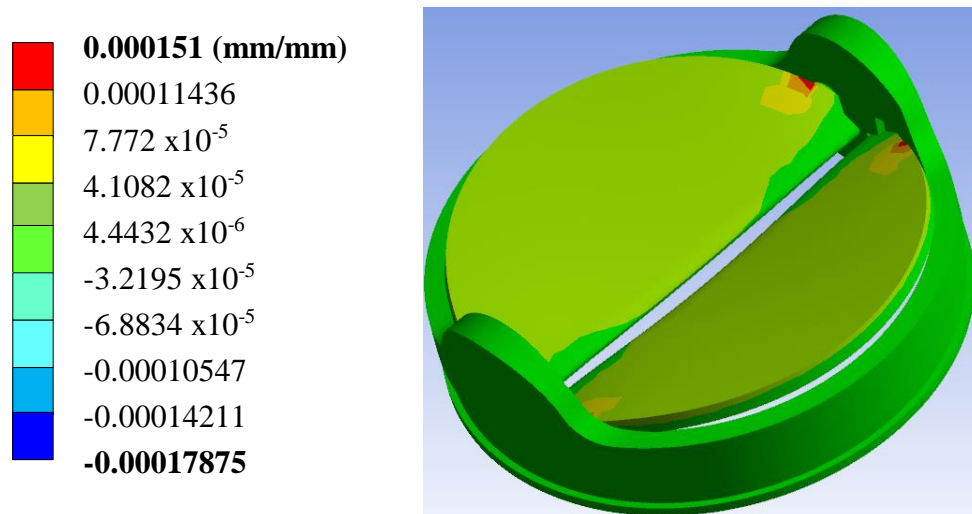 0.000151 (mm/mm)
0.00011436
7.772 x10⁻⁵
4.1082 x10⁻⁵
4.4432 x10⁻⁶
-3.2195 x10⁻⁵
-6.8834 x10⁻⁵
-0.00010547
-0.00014211
-0.00017875